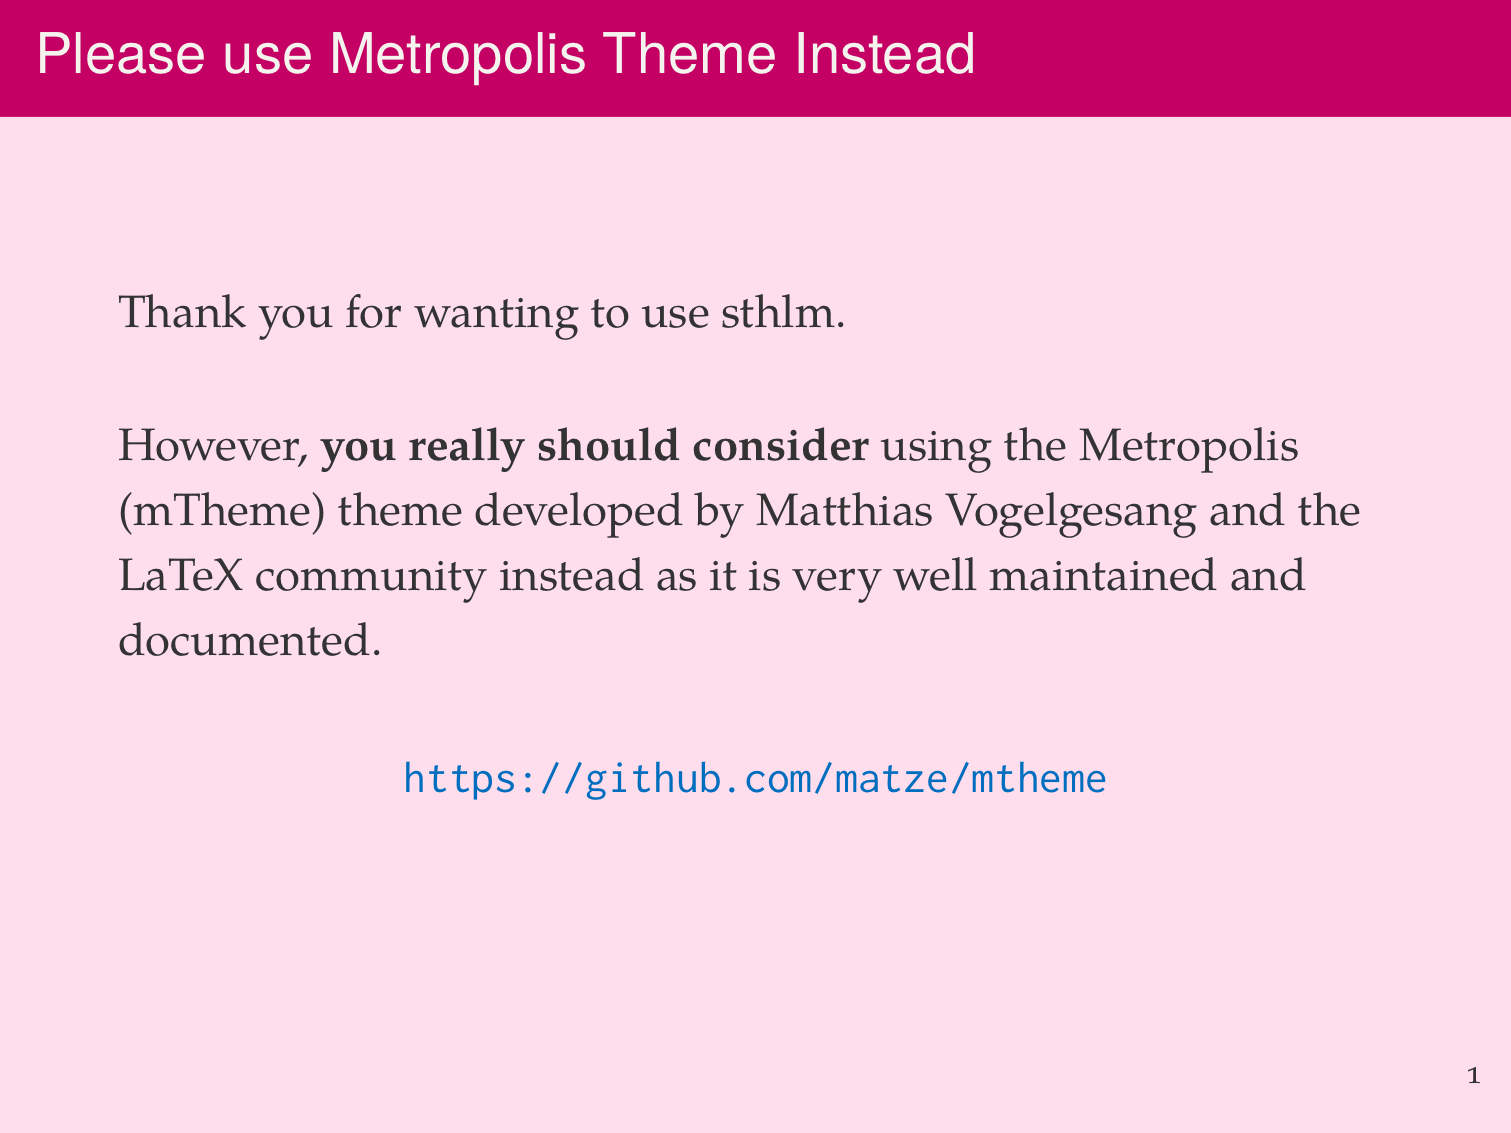 Please use Metropolis Theme Instead
Thank you for wanting to use sthlm.
However, you really should consider using the Metropolis
(mTheme) theme developed by Matthias Vogelgesang and the
LaTeX community instead as it is very well maintained and
documented.
https://github.com/matze/mtheme
1